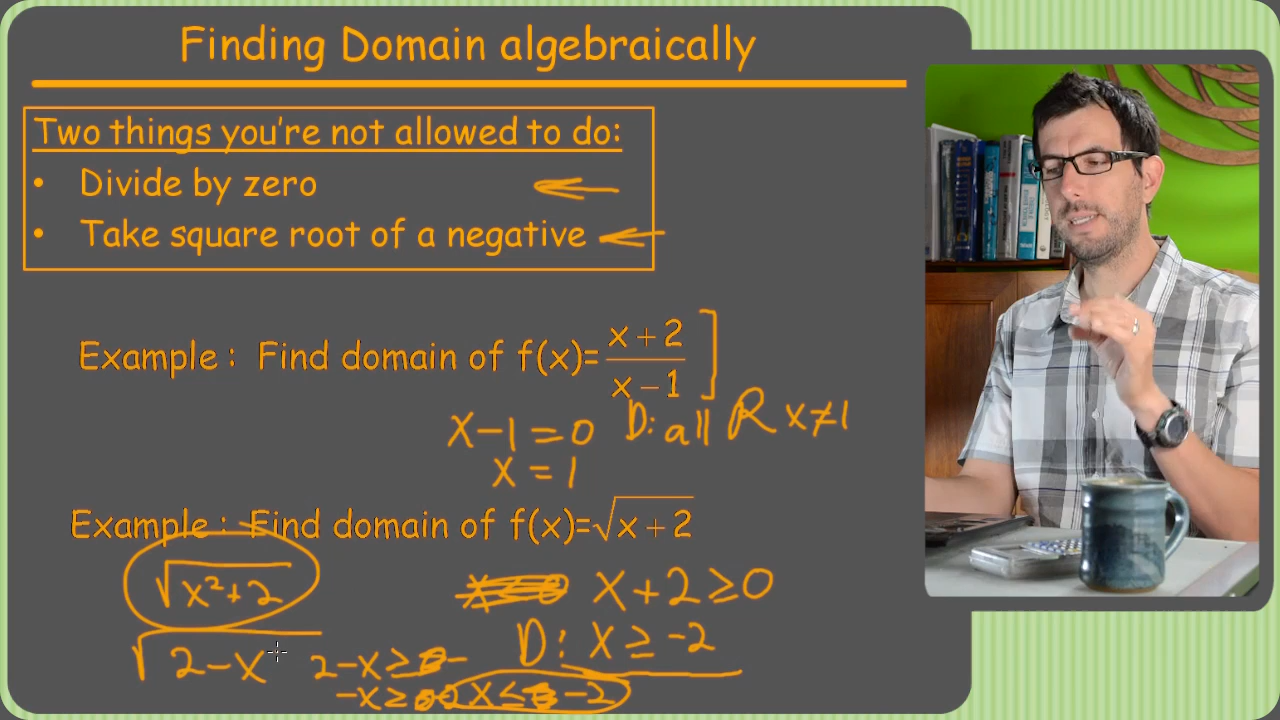 Finding Domain algebraically
Two things you're not allowed to do:
• Divide by zero
• Take square root of a negative
Example : Find domain of f(x)= (x + 2)/(x – 1)
x – 1 = 0
D: all ℝ x ≠ 1
x = 1
Example : Find domain of f(x)=√(x + 2)
√(x² + 2)
x + 2 ≥ 0
D: x ≥ -2
√(2 – x)
2 – x ≥
-x ≥
x ≤ -2